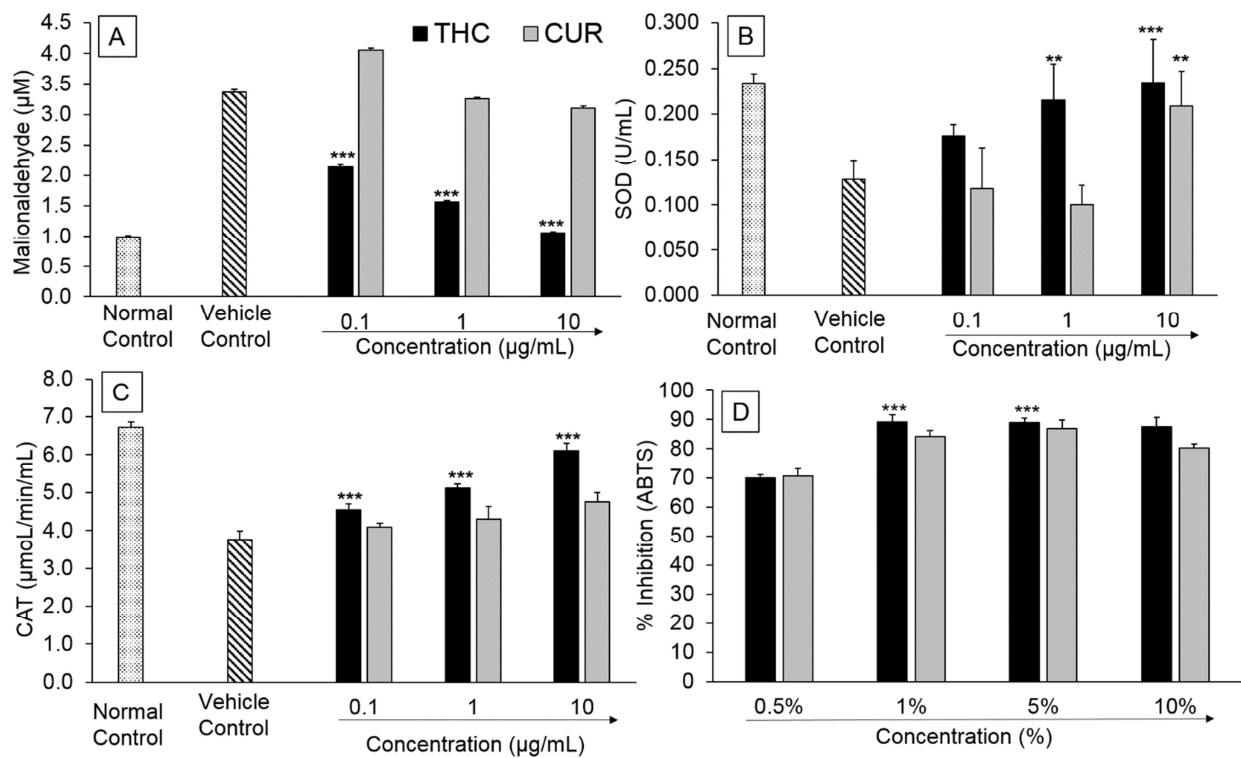 A
THC CUR
Malionaldehyde (µM)
4.5
4.0
3.5
3.0
2.5
2.0
1.5
1.0
0.5
0.0
***
***
***
Normal Control
Vehicle Control
0.1 1 10
Concentration (µg/mL)
B
SOD (U/mL)
0.300
0.250
0.200
0.150
0.100
0.050
0.000
**
***
**
Normal Control
Vehicle Control
0.1 1 10
Concentration (µg/mL)
C
CAT (µmoL/min/mL)
8.0
7.0
6.0
5.0
4.0
3.0
2.0
1.0
0.0
***
***
***
Normal Control
Vehicle Control
0.1 1 10
Concentration (µg/mL)
D
% Inhibition (ABTS)
100
90
80
70
60
50
40
30
20
10
0
***
***
0.5% 1% 5% 10%
Concentration (%)